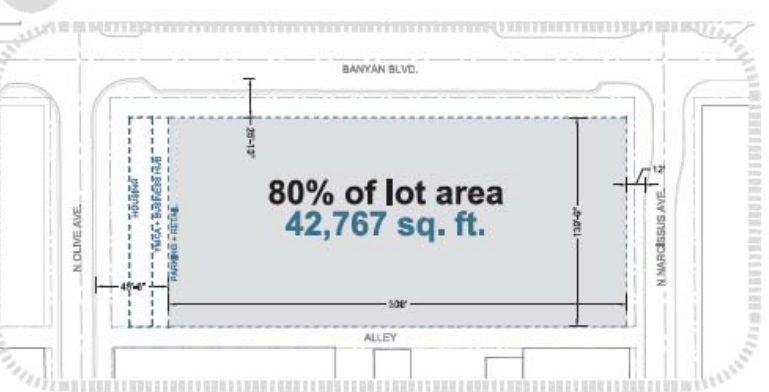 BANYAN BLVD.
80% of lot area
42,767 sq. ft.
HOUSING
YMCA + BUSINESS HUB
PARKING + RETAIL
N OLIVE AVE.
N NARCISSUS AVE.
12'
ALLEY